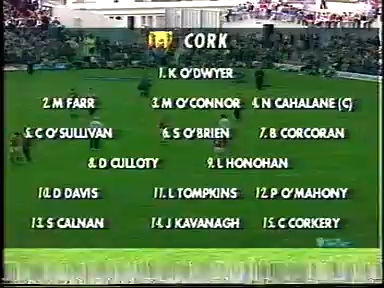 CORK
1. K O'DWYER
2. M FARR 3. M O'CONNOR 4. N CAHALANE (C)
5. C O'SULLIVAN 6. S O'BRIEN 7. B CORCORAN
8. D CULLOTY 9. L HONOHAN
10. D DAVIS 11. L TOMPKINS 12. P O'MAHONY
13. S CALNAN 14. J KAVANAGH 15. C CORKERY